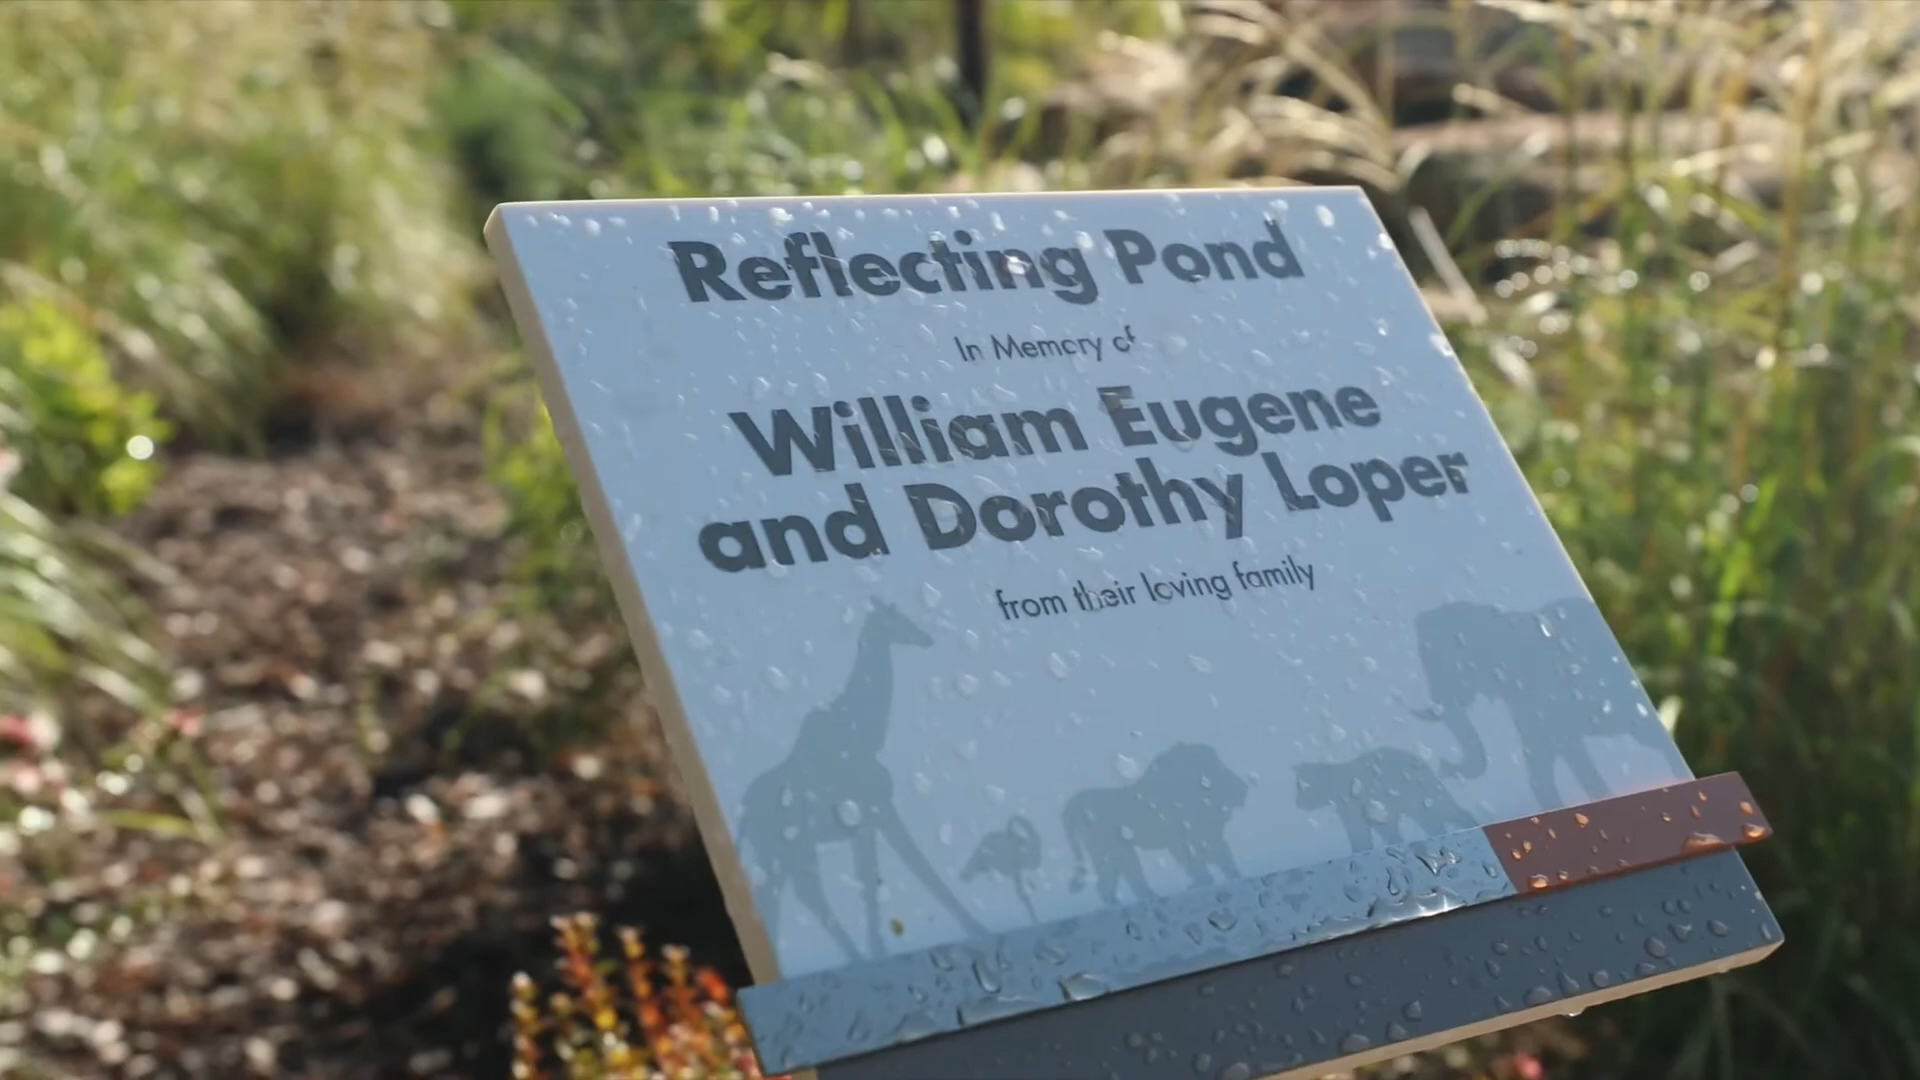 Reflecting Pond
In Memory of
William Eugene
and Dorothy Loper
from their loving family